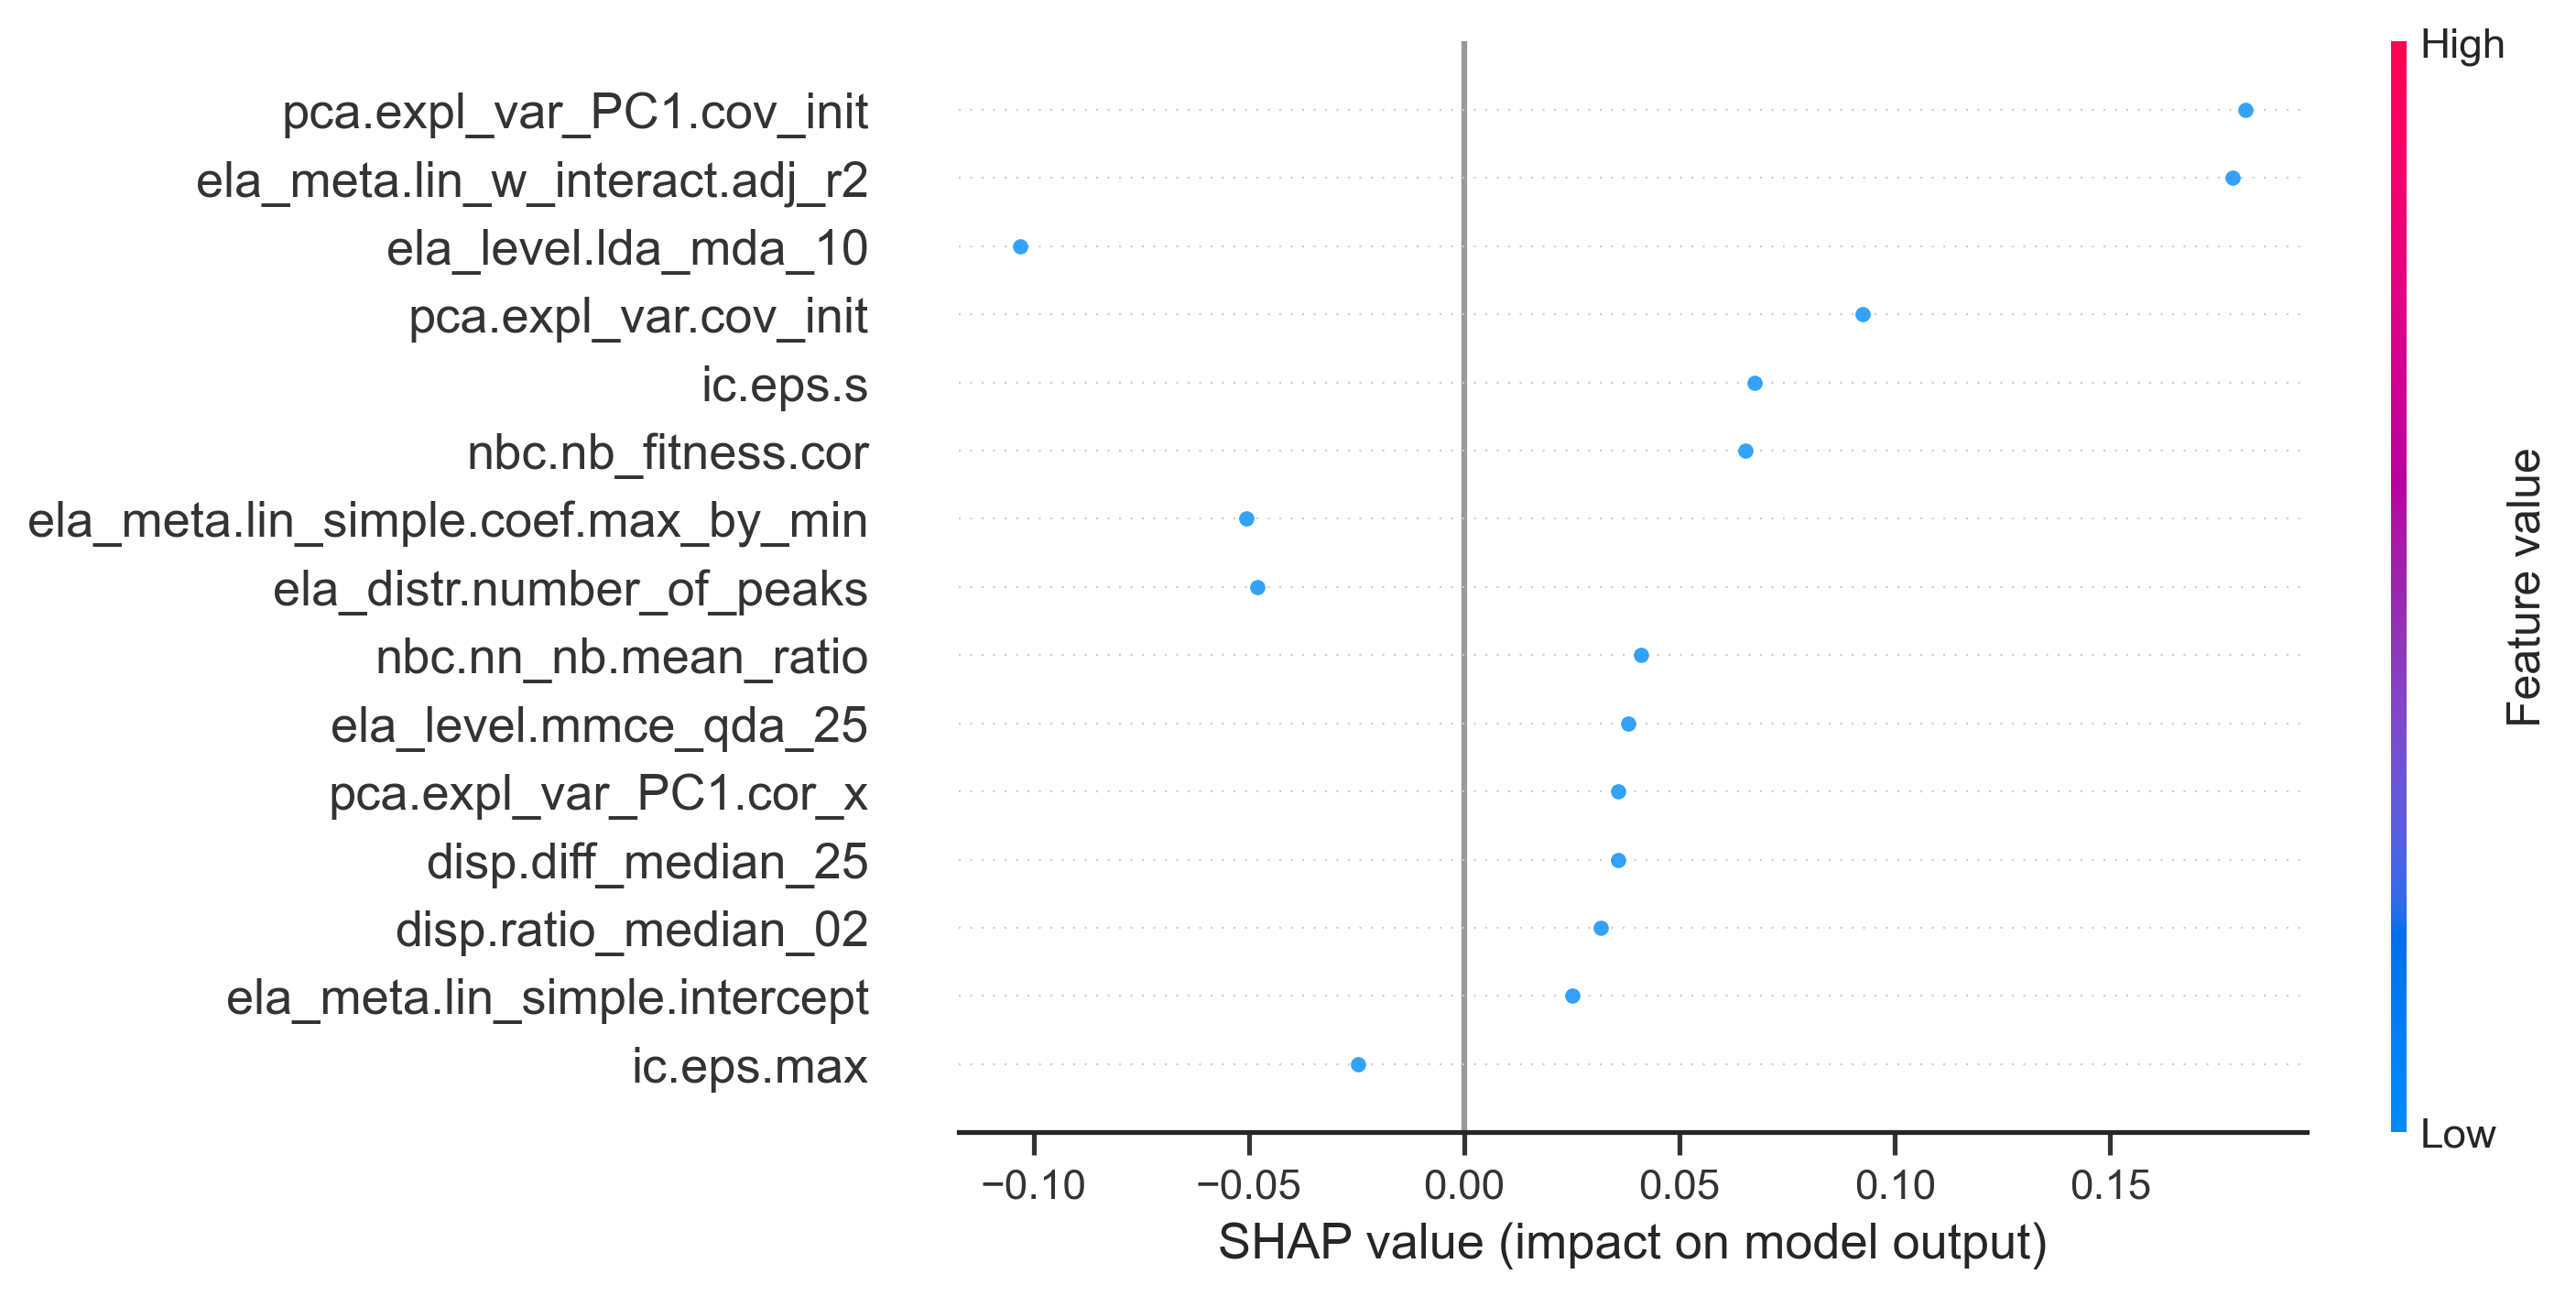 High
pca.expl_var_PC1.cov_init
ela_meta.lin_w_interact.adj_r2
ela_level.lda_mda_10
pca.expl_var.cov_init
ic.eps.s
nbc.nb_fitness.cor
ela_meta.lin_simple.coef.max_by_min
ela_distr.number_of_peaks
nbc.nn_nb.mean_ratio
ela_level.mmce_qda_25
pca.expl_var_PC1.cor_x
disp.diff_median_25
disp.ratio_median_02
ela_meta.lin_simple.intercept
ic.eps.max
Feature value
Low
−0.10 −0.05 0.00 0.05 0.10 0.15
SHAP value (impact on model output)